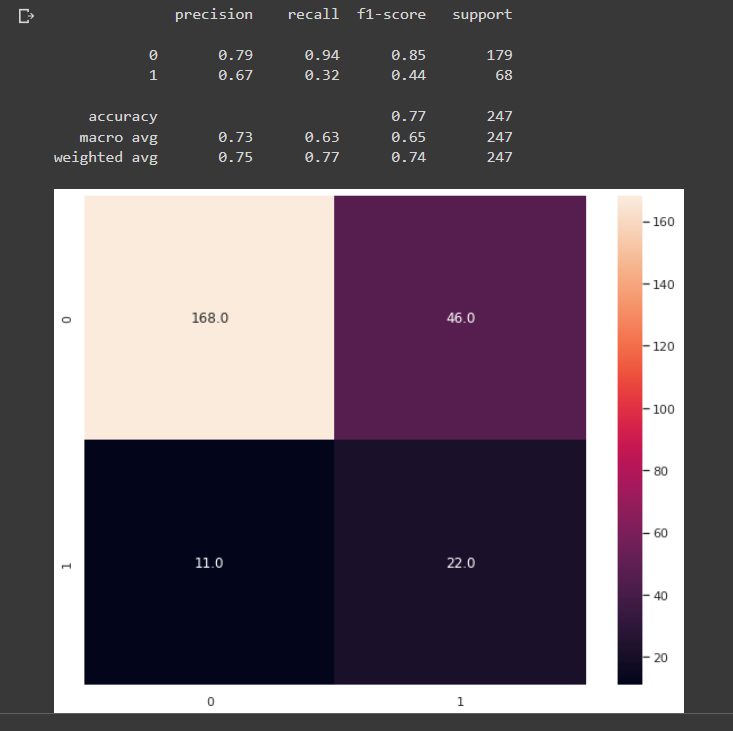 precision recall f1-score support
0 0.79 0.94 0.85 179
1 0.67 0.32 0.44 68
accuracy 0.77 247
macro avg 0.73 0.63 0.65 247
weighted avg 0.75 0.77 0.74 247
160
0 168.0 46.0
140
120
100
80
60
1 11.0 22.0
40
20
0 1